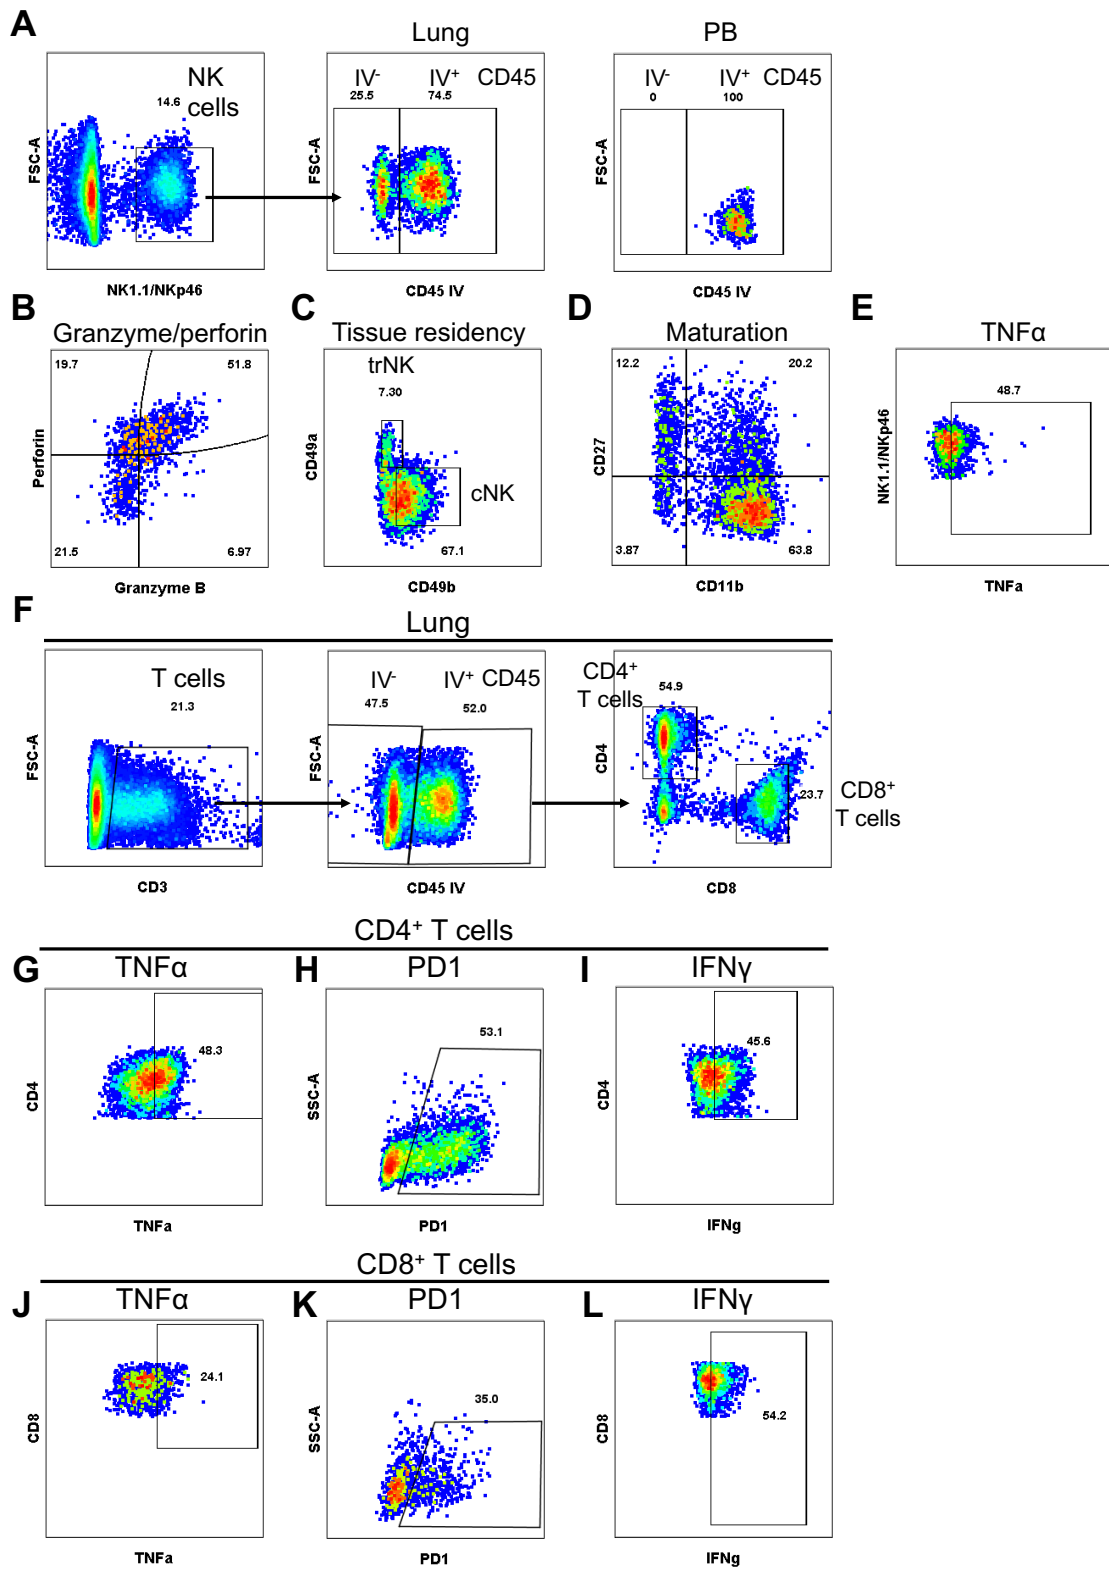 A
Lung
PB
NK
cells
14.6
FSC-A
NK1.1/NKp46
IV-
IV+
CD45
25.5
74.5
FSC-A
CD45 IV
IV-
IV+
CD45
0
100
FSC-A
CD45 IV
B
Granzyme/perforin
19.7
51.8
Perforin
21.5
6.97
Granzyme B
C
Tissue residency
trNK
7.30
CD49a
cNK
67.1
CD49b
D
Maturation
12.2
20.2
CD27
3.87
63.8
CD11b
E
TNFα
48.7
NK1.1/NKp46
TNFa
F
Lung
T cells
21.3
FSC-A
CD3
IV-
IV+ CD45
47.5
52.0
FSC-A
CD45 IV
CD4+
T cells
54.9
CD4
CD8+
T cells
23.7
CD8
CD4+ T cells
G
TNFα
48.3
CD4
TNFa
H
PD1
53.1
SSC-A
PD1
I
IFNγ
45.6
CD4
IFNg
CD8+ T cells
J
TNFα
24.1
CD8
TNFa
K
PD1
35.0
SSC-A
PD1
L
IFNγ
54.2
CD8
IFNg